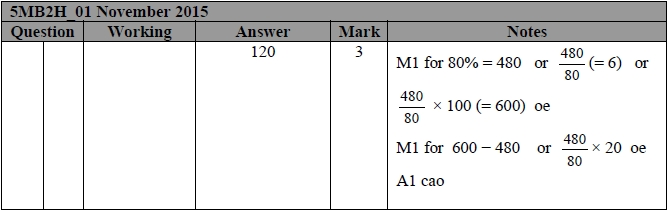 5MB2H_01 November 2015
Question Working Answer Mark Notes
120 3 M1 for 80% = 480 or 480/80 (= 6) or
480/80 × 100 (= 600) oe
M1 for 600 − 480 or 480/80 × 20 oe
A1 cao